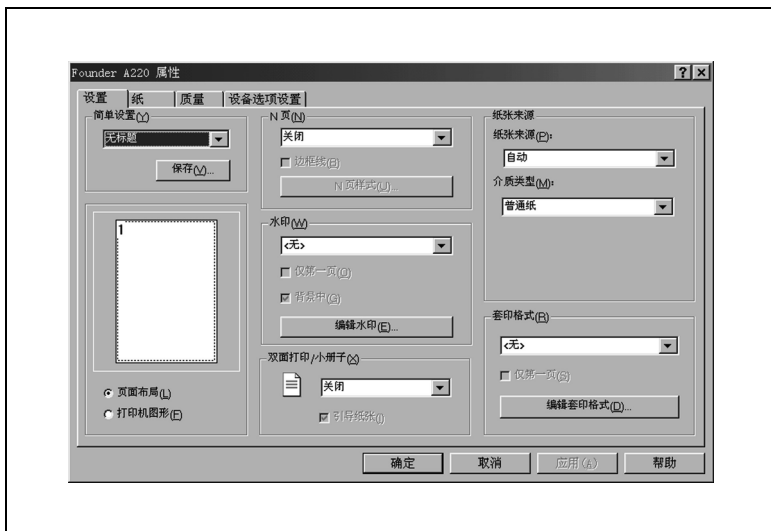 Founder A220 属性
设置
纸
质量
设备选项设置
简单设置(Y)
无标题
保存(V)...
1
页面布局(L)
打印机图形(F)
N 页(N)
关闭
边框线(B)
N 页样式(U)...
水印(W)
<无>
仅第一页(O)
背景中(G)
编辑水印(E)...
双面打印/小册子(X)
关闭
引导纸张(I)
纸张来源
纸张来源(P):
自动
介质类型(M):
普通纸
套印格式(R)
<无>
仅第一页(S)
编辑套印格式(D)...
确定
取消
应用(A)
帮助